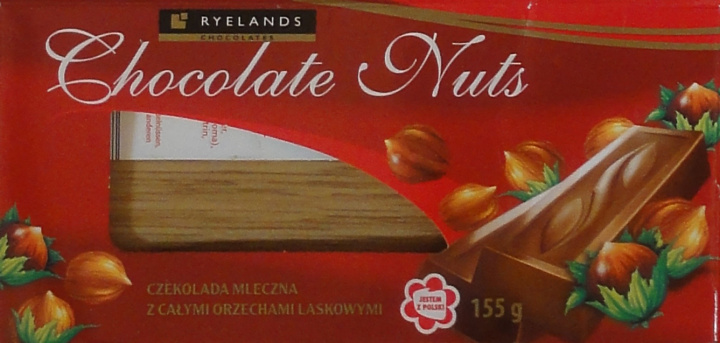 RYELANDS
CHOCOLATES
Chocolate Nuts
CZEKOLADA MLECZNA
Z CAŁYMI ORZECHAMI LASKOWYMI
JESTEM
Z POLSKI
155 g